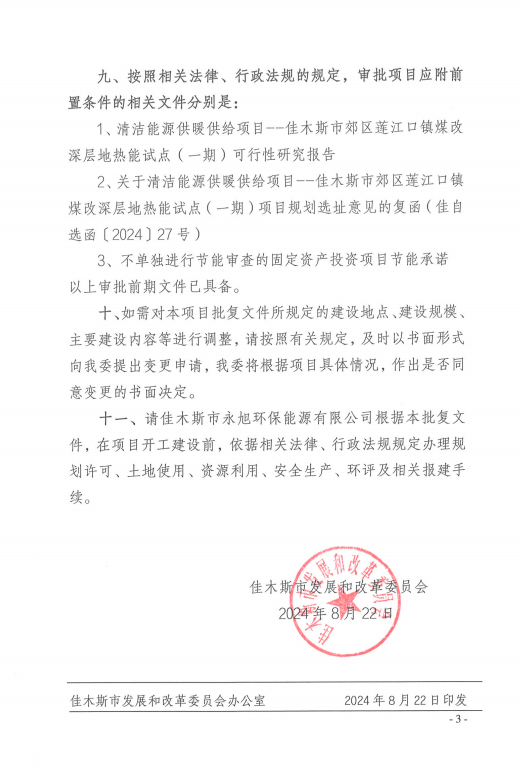 九、按照相关法律、行政法规的规定，审批项目应附前
置条件的相关文件分别是：
1、清洁能源供暖供给项目--佳木斯市郊区莲江口镇煤改
深层地热能试点（一期）可行性研究报告
2、关于清洁能源供暖供给项目--佳木斯市郊区莲江口镇
煤改深层地热能试点（一期）项目规划选址意见的复函（佳自
选函〔2024〕27号）
3、不单独进行节能审查的固定资产投资项目节能承诺
以上审批前期文件已具备。
十、如需对本项目批复文件所规定的建设地点、建设规模、
主要建设内容等进行调整，请按照有关规定，及时以书面形式
向我委提出变更申请，我委将根据项目具体情况，作出是否同
意变更的书面决定。
十一、请佳木斯市永旭环保能源有限公司根据本批复文
件，在项目开工建设前，依据相关法律、行政法规规定办理规
划许可、土地使用、资源利用、安全生产、环评及相关报建手
续。
佳木斯市发展和改革委员会
佳木斯市发展和改革委员会
2024年8月22日
佳木斯市发展和改革委员会办公室 2024年8月22日印发
- 3 -